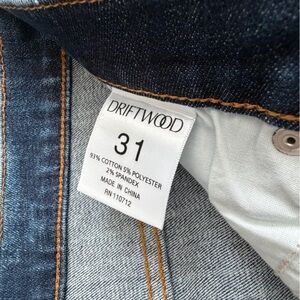 DRIFTWOOD
31
93% COTTON 5% POLYESTER
2% SPANDEX
MADE IN CHINA
RN 110712